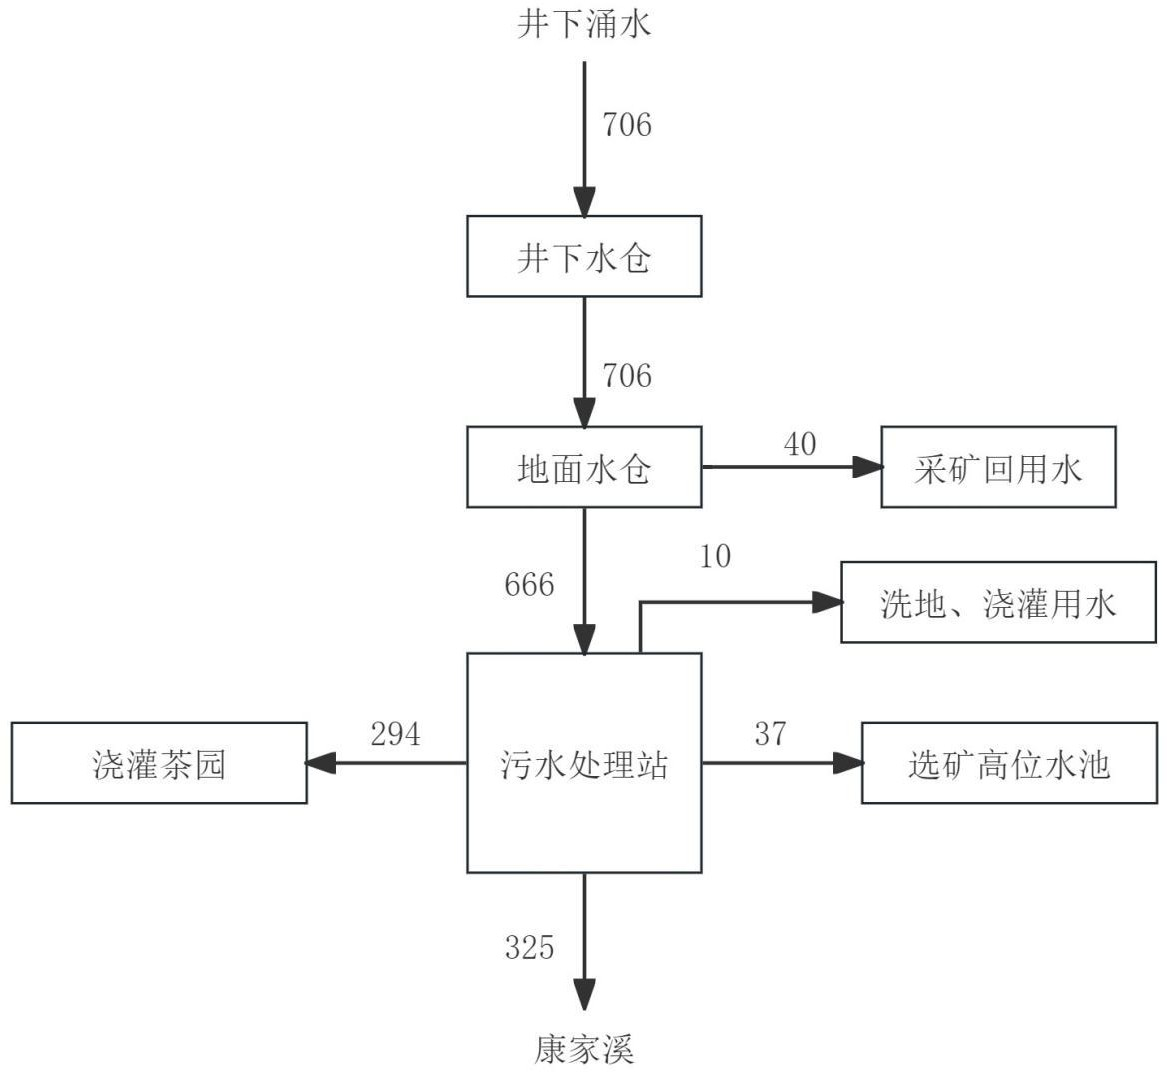 井下涌水
706
井下水仓
706
地面水仓
40
采矿回用水
666
10
洗地、浇灌用水
浇灌茶园
294
污水处理站
37
选矿高位水池
325
康家溪